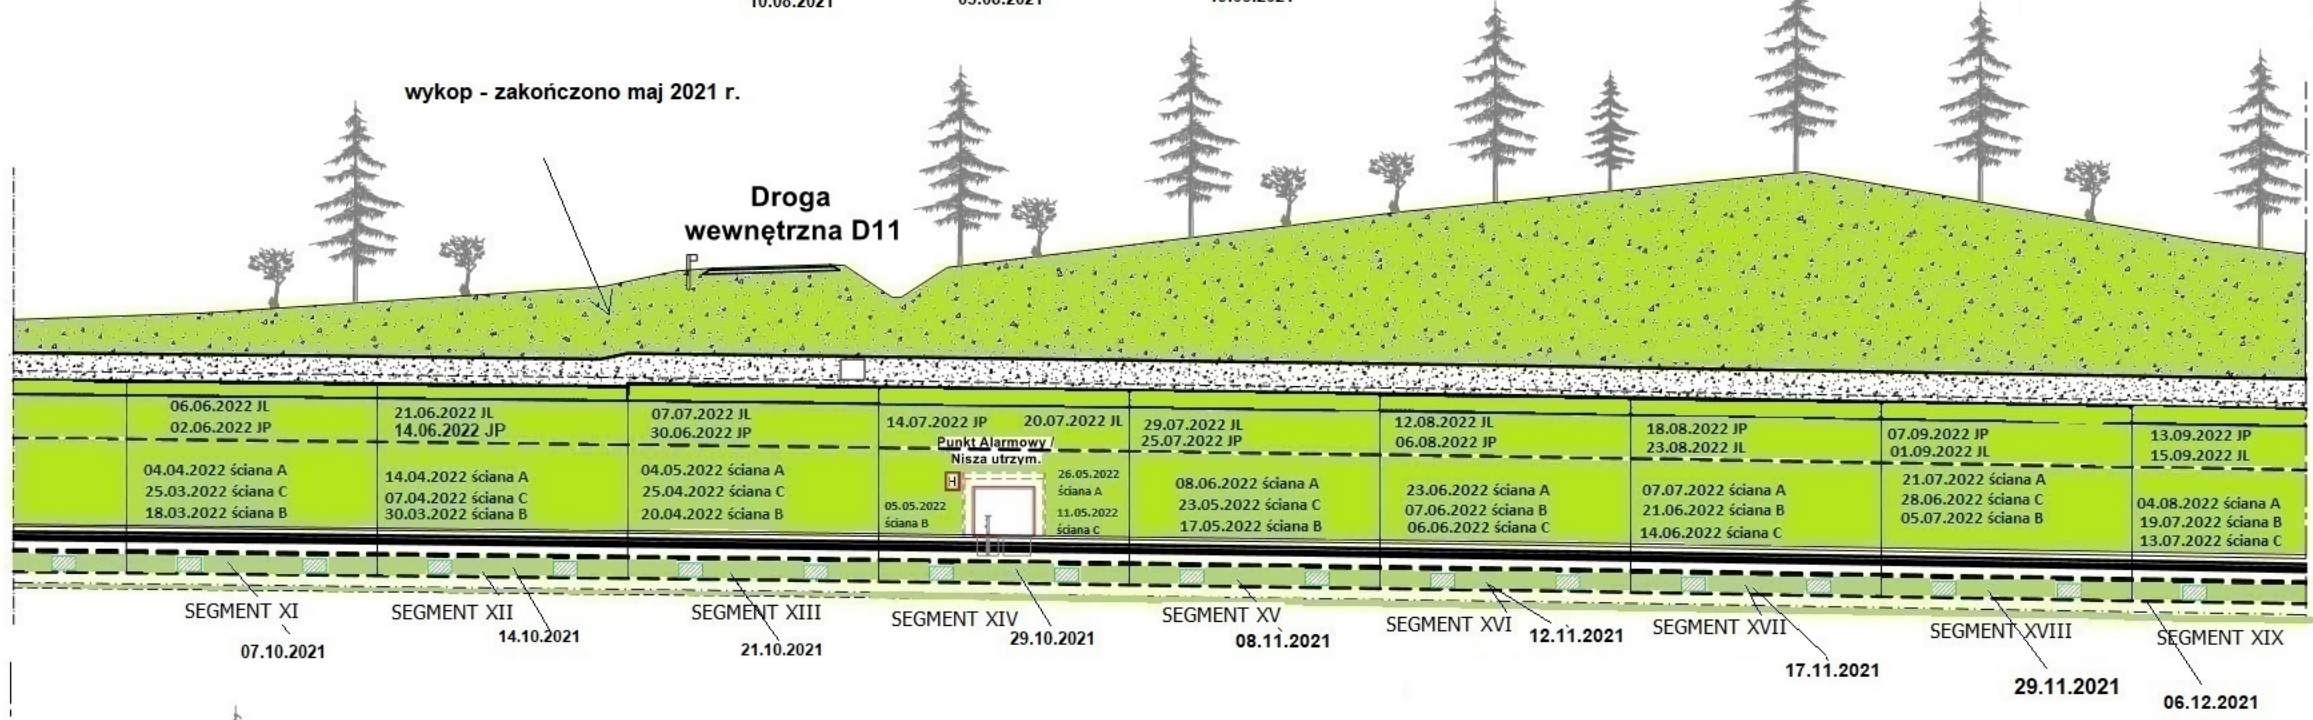 10.08.2021
wykop - zakończono maj 2021 r.
Droga
wewnętrzna D11
06.06.2022 JL
02.06.2022 JP
04.04.2022 ściana A
25.03.2022 ściana C
18.03.2022 ściana B
21.06.2022 JL
14.06.2022 JP
14.04.2022 ściana A
07.04.2022 ściana C
30.03.2022 ściana B
07.07.2022 JL
30.06.2022 JP
04.05.2022 ściana A
25.04.2022 ściana C
20.04.2022 ściana B
14.07.2022 JP
20.07.2022 JL
Punkt Alarmowy /
Nisza utrzym.
H
05.05.2022
ściana B
26.05.2022
ściana A
11.05.2022
ściana C
29.07.2022 JL
25.07.2022 JP
08.06.2022 ściana A
23.05.2022 ściana C
17.05.2022 ściana B
12.08.2022 JL
06.08.2022 JP
23.06.2022 ściana A
07.06.2022 ściana B
06.06.2022 ściana C
18.08.2022 JP
23.08.2022 JL
07.07.2022 ściana A
21.06.2022 ściana B
14.06.2022 ściana C
07.09.2022 JP
01.09.2022 JL
21.07.2022 ściana A
28.06.2022 ściana C
05.07.2022 ściana B
13.09.2022 JP
15.09.2022 JL
04.08.2022 ściana A
19.07.2022 ściana B
13.07.2022 ściana C
SEGMENT XI
SEGMENT XII
SEGMENT XIII
SEGMENT XIV
SEGMENT XV
SEGMENT XVI
SEGMENT XVII
SEGMENT XVIII
SEGMENT XIX
07.10.2021
14.10.2021
21.10.2021
29.10.2021
08.11.2021
12.11.2021
17.11.2021
29.11.2021
06.12.2021